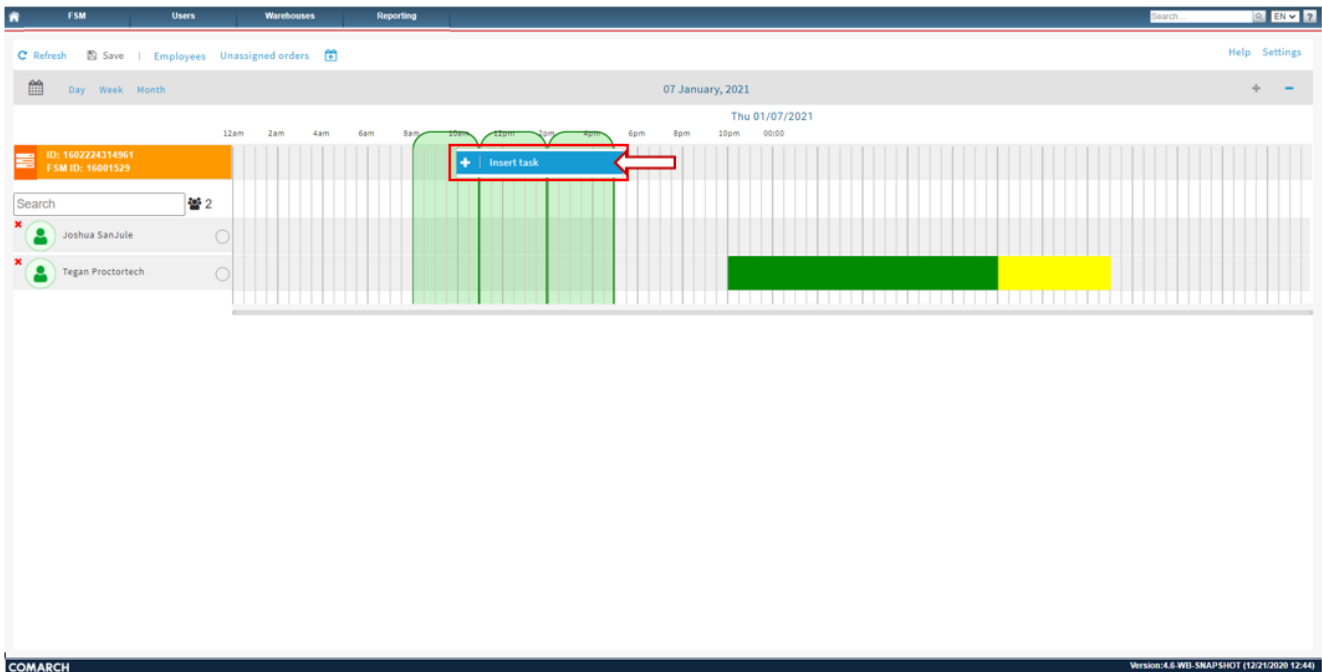 FSM Users Warehouses Reporting Search... EN ?
Refresh Save | Employees Unassigned orders Help Settings
Day Week Month 07 January, 2021 + -
Thu 01/07/2021
12am 2am 4am 6am 8am 10am 12pm 2pm 4pm 6pm 8pm 10pm 00:00
ID: 1602224314961
FSM ID: 16001529
+ | Insert task
Search 2
Joshua SanJule
Tegan Proctortech
COMARCH Version:4.6-WB-SNAPSHOT (12/21/2020 12:44)